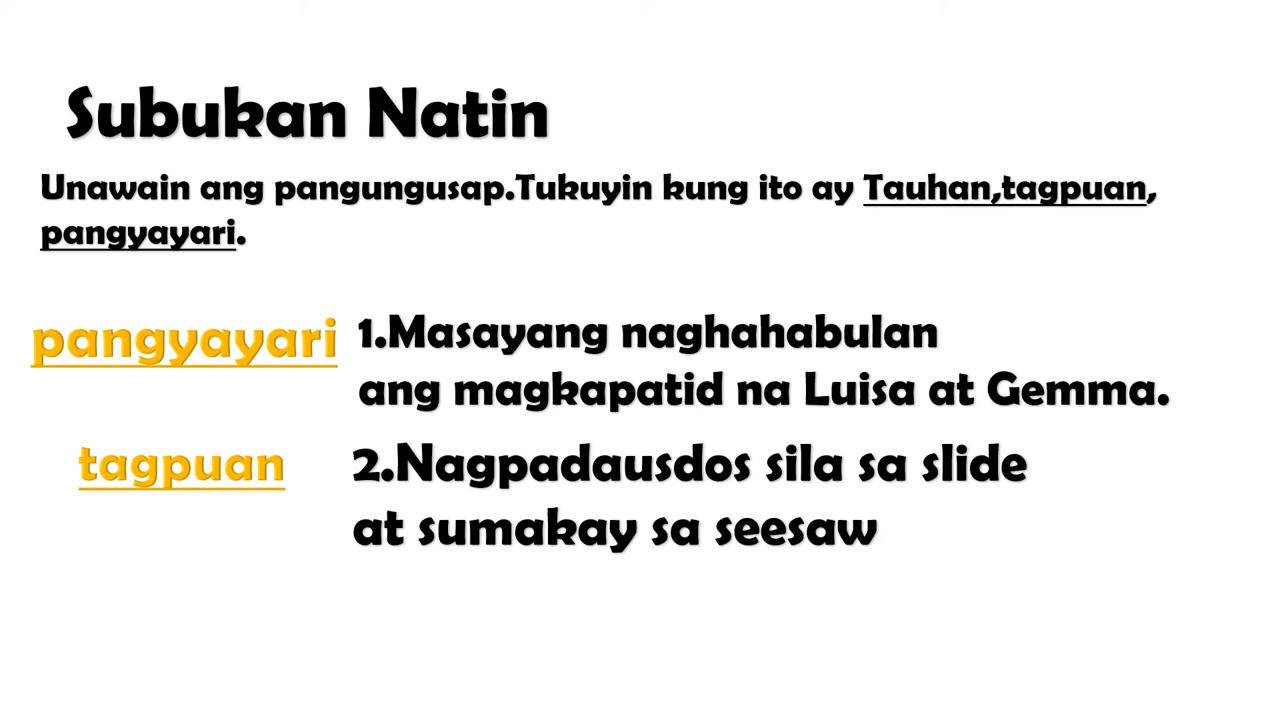 Subukan Natin
Unawain ang pangungusap.Tukuyin kung ito ay Tauhan,tagpuan,
pangyayari.
pangyayari
1.Masayang naghahabulan
ang magkapatid na Luisa at Gemma.
tagpuan
2.Nagpadausdos sila sa slide
at sumakay sa seesaw